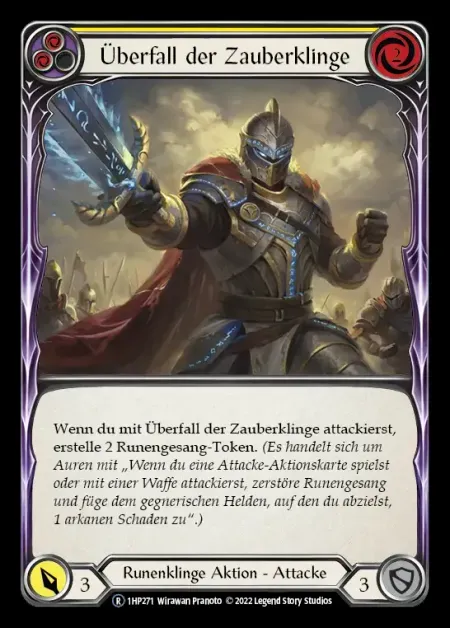 Überfall der Zauberklinge
2
Wenn du mit Überfall der Zauberklinge attackierst,
erstelle 2 Runengesang-Token. (Es handelt sich um
Auren mit „Wenn du eine Attacke-Aktionskarte spielst
oder mit einer Waffe attackierst, zerstöre Runengesang
und füge dem gegnerischen Helden, auf den du abzielst,
1 arkanen Schaden zu“.)
3
Runenklinge Aktion - Attacke
3
R 1HP271 Wirawan Pranoto © 2022 Legend Story Studios